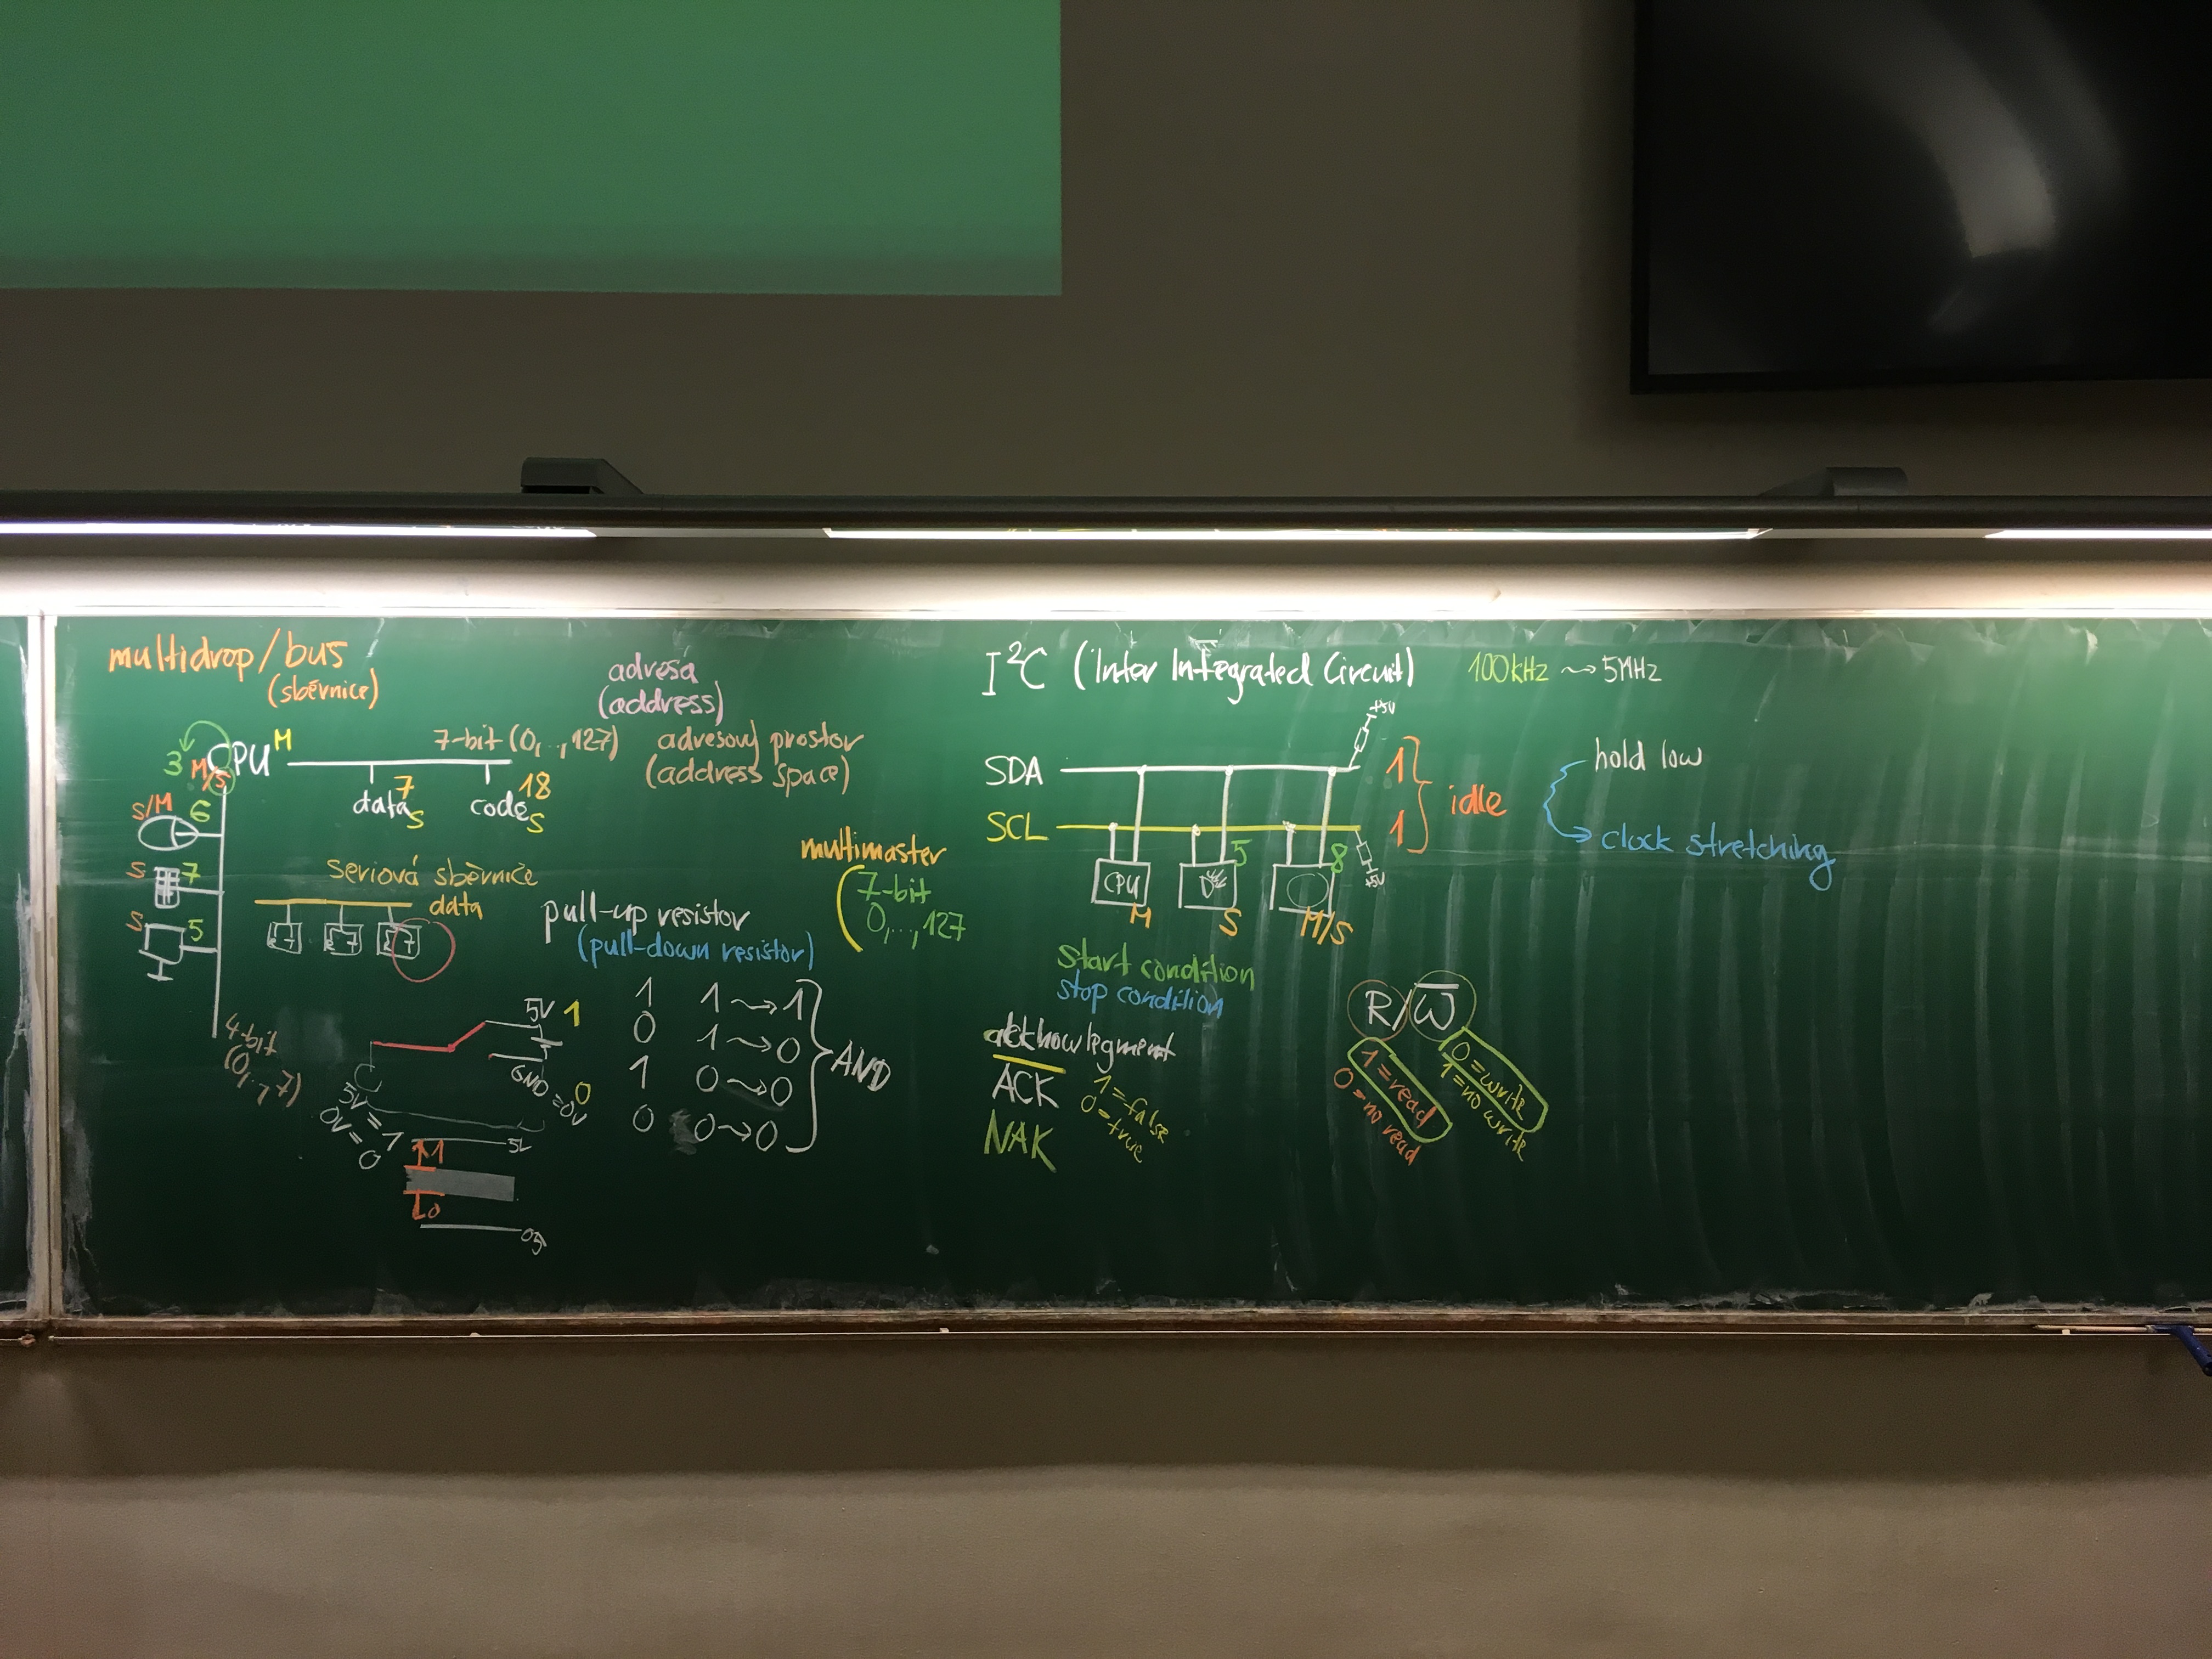 multidrop/bus
(sběrnice)
adresa
(address)
7-bit (0,..,127)
adresový prostor
(address space)
CPU M
3
M/S
data 7 S
code 18 S
S/M 6
S 7
S 5
4-bit
(0,..,7)
seriová sběrnice
data
multimaster
7-bit
0,...,127
pull-up resistor
(pull-down resistor)
5V 1
GND=0V 0
5V=1
0V=0
1 1→1
0 1→0
1 0→0
0 0→0
AND
1
5V
0
I²C (Inter Integrated Circuit)
100kHz → 5MHz
+5V
SDA
1
SCL
1
idle
+5V
CPU
M
5
S
8
M/S
hold low
clock stretching
start condition
stop condition
acknowlegment
ACK
1=false
0=true
NAK
R/W̅
1=read
0=no read
0=write
1=no write